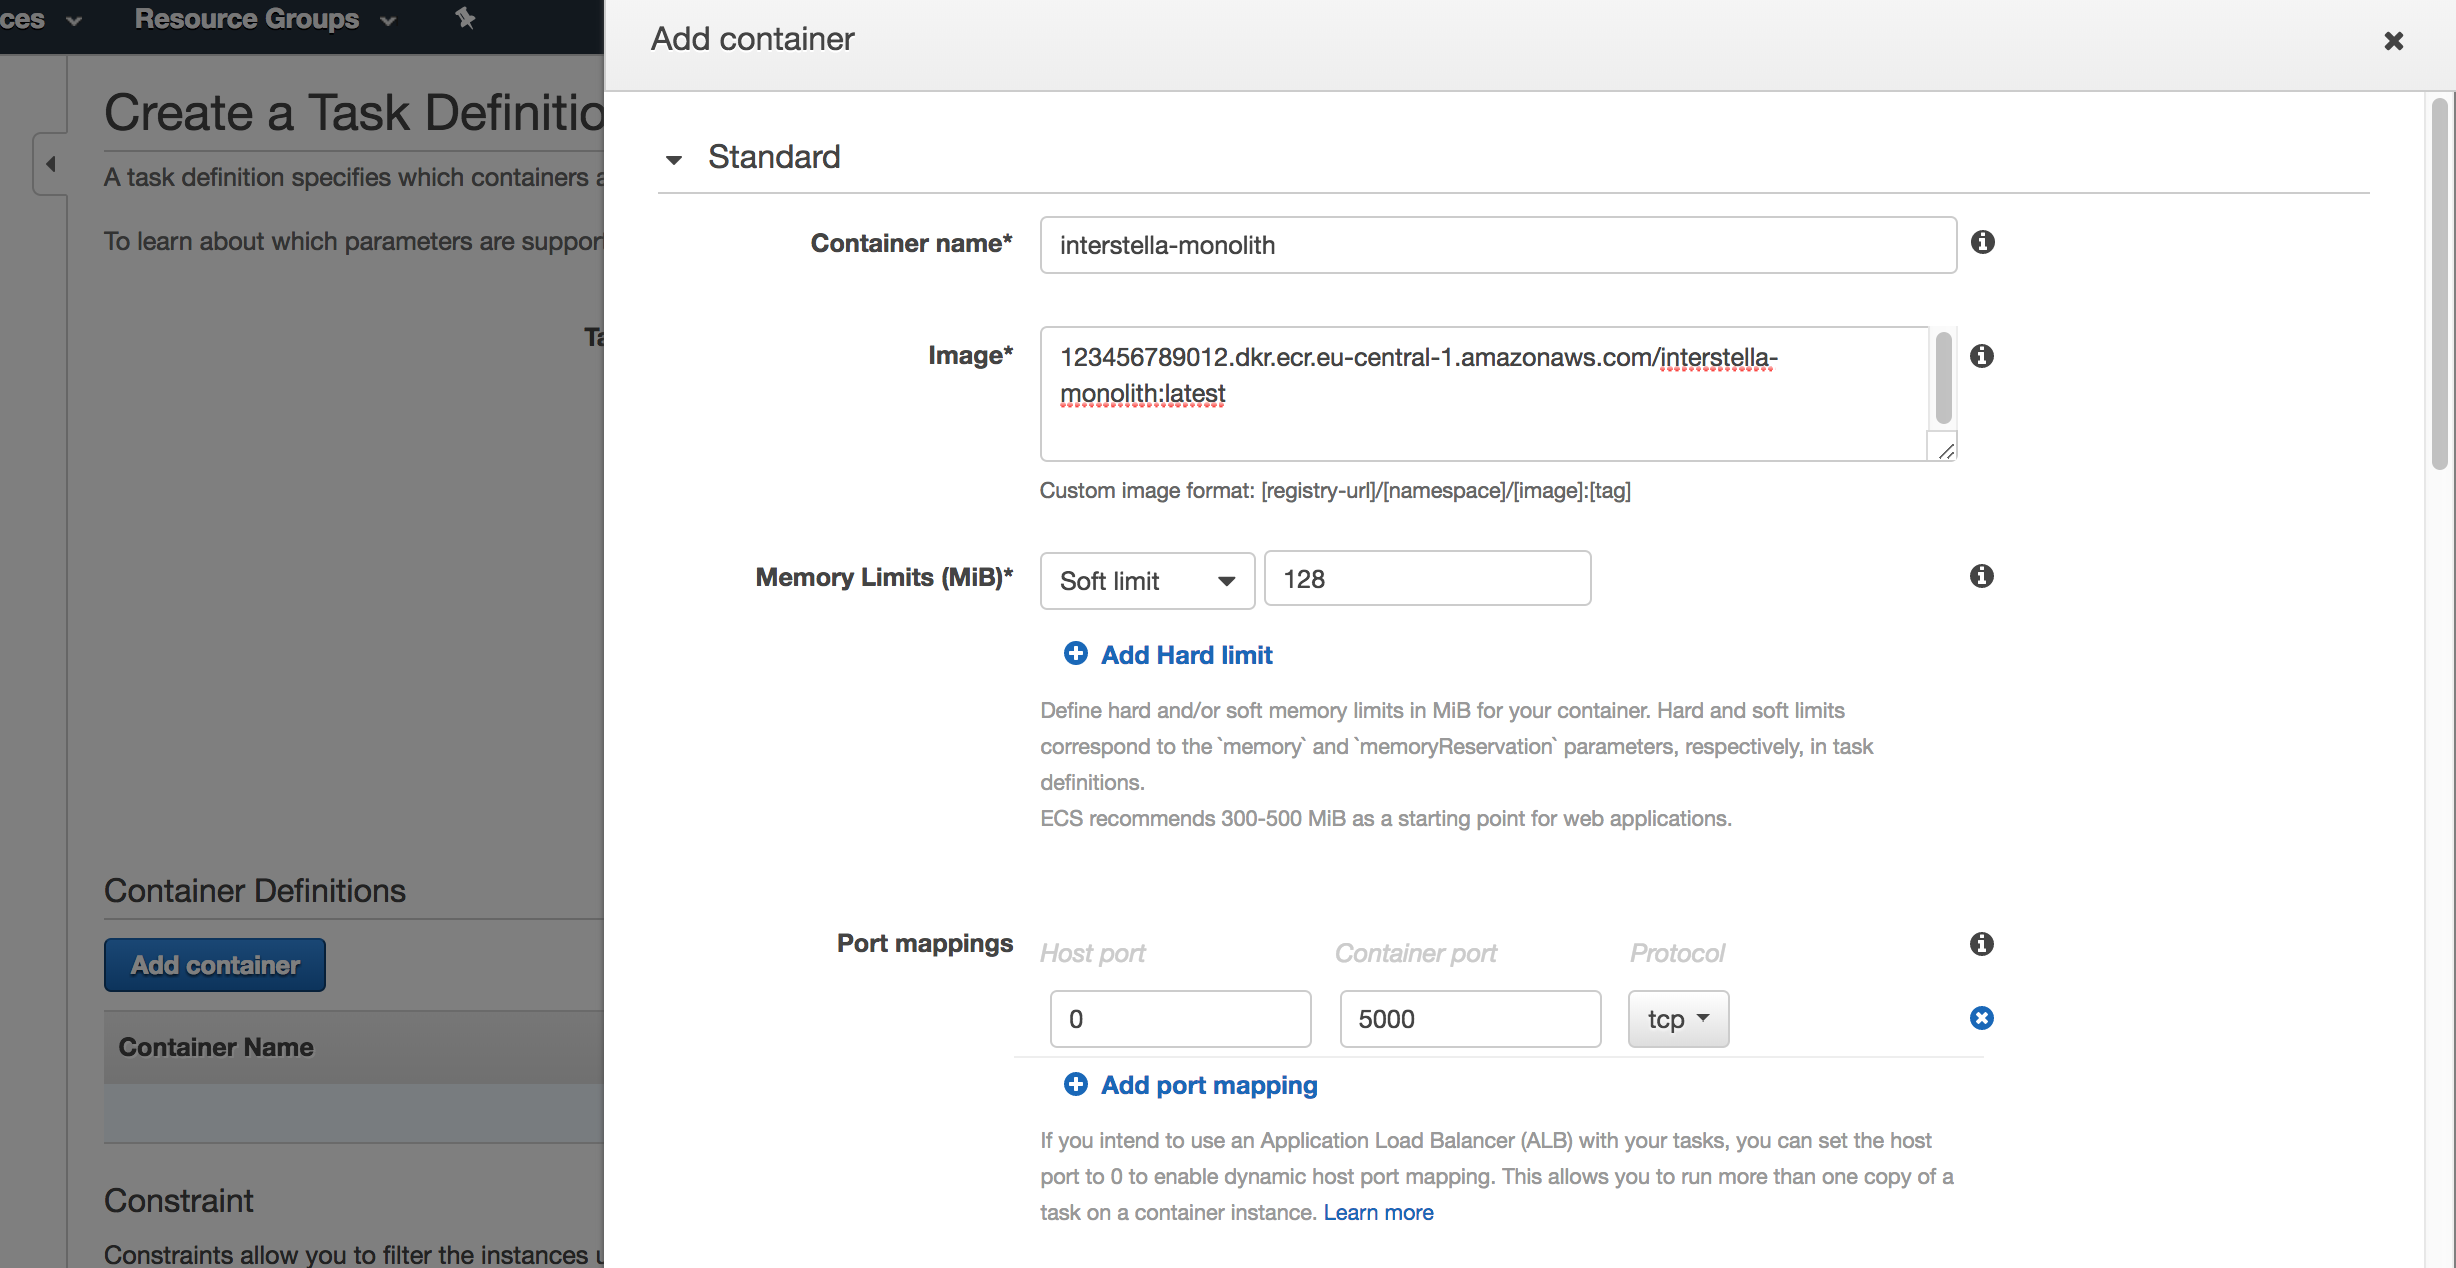 ces
Resource Groups
Add container
Create a Task Definitio
A task definition specifies which containers a
To learn about which parameters are suppor
Ta
Standard
Container name*
interstella-monolith
Image*
123456789012.dkr.ecr.eu-central-1.amazonaws.com/interstella-
monolith:latest
Custom image format: [registry-url]/[namespace]/[image]:[tag]
Memory Limits (MiB)*
Soft limit
128
Add Hard limit
Define hard and/or soft memory limits in MiB for your container. Hard and soft limits
correspond to the `memory` and `memoryReservation` parameters, respectively, in task
definitions.
ECS recommends 300-500 MiB as a starting point for web applications.
Container Definitions
Add container
Container Name
Port mappings
Host port
Container port
Protocol
0
5000
tcp
Add port mapping
If you intend to use an Application Load Balancer (ALB) with your tasks, you can set the host
port to 0 to enable dynamic host port mapping. This allows you to run more than one copy of a
task on a container instance. Learn more
Constraint
Constraints allow you to filter the instances u